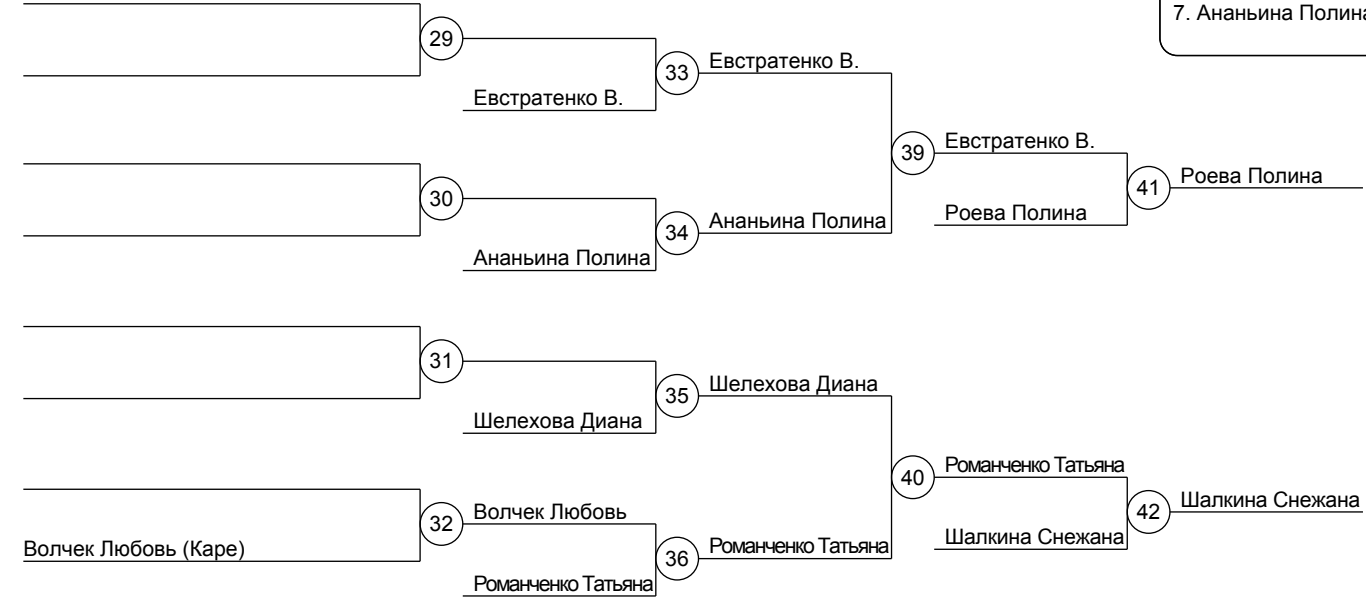 7. Ананьина Полина
29
Евстратенко В.
33
Евстратенко В.
39
Евстратенко В.
41
Роева Полина
Роева Полина
30
Ананьина Полина
34
Ананьина Полина
31
Шелехова Диана
35
Шелехова Диана
40
Романченко Татьяна
42
Шалкина Снежана
Шалкина Снежана
32
Волчек Любовь
Волчек Любовь (Каре)
36
Романченко Татьяна
Романченко Татьяна